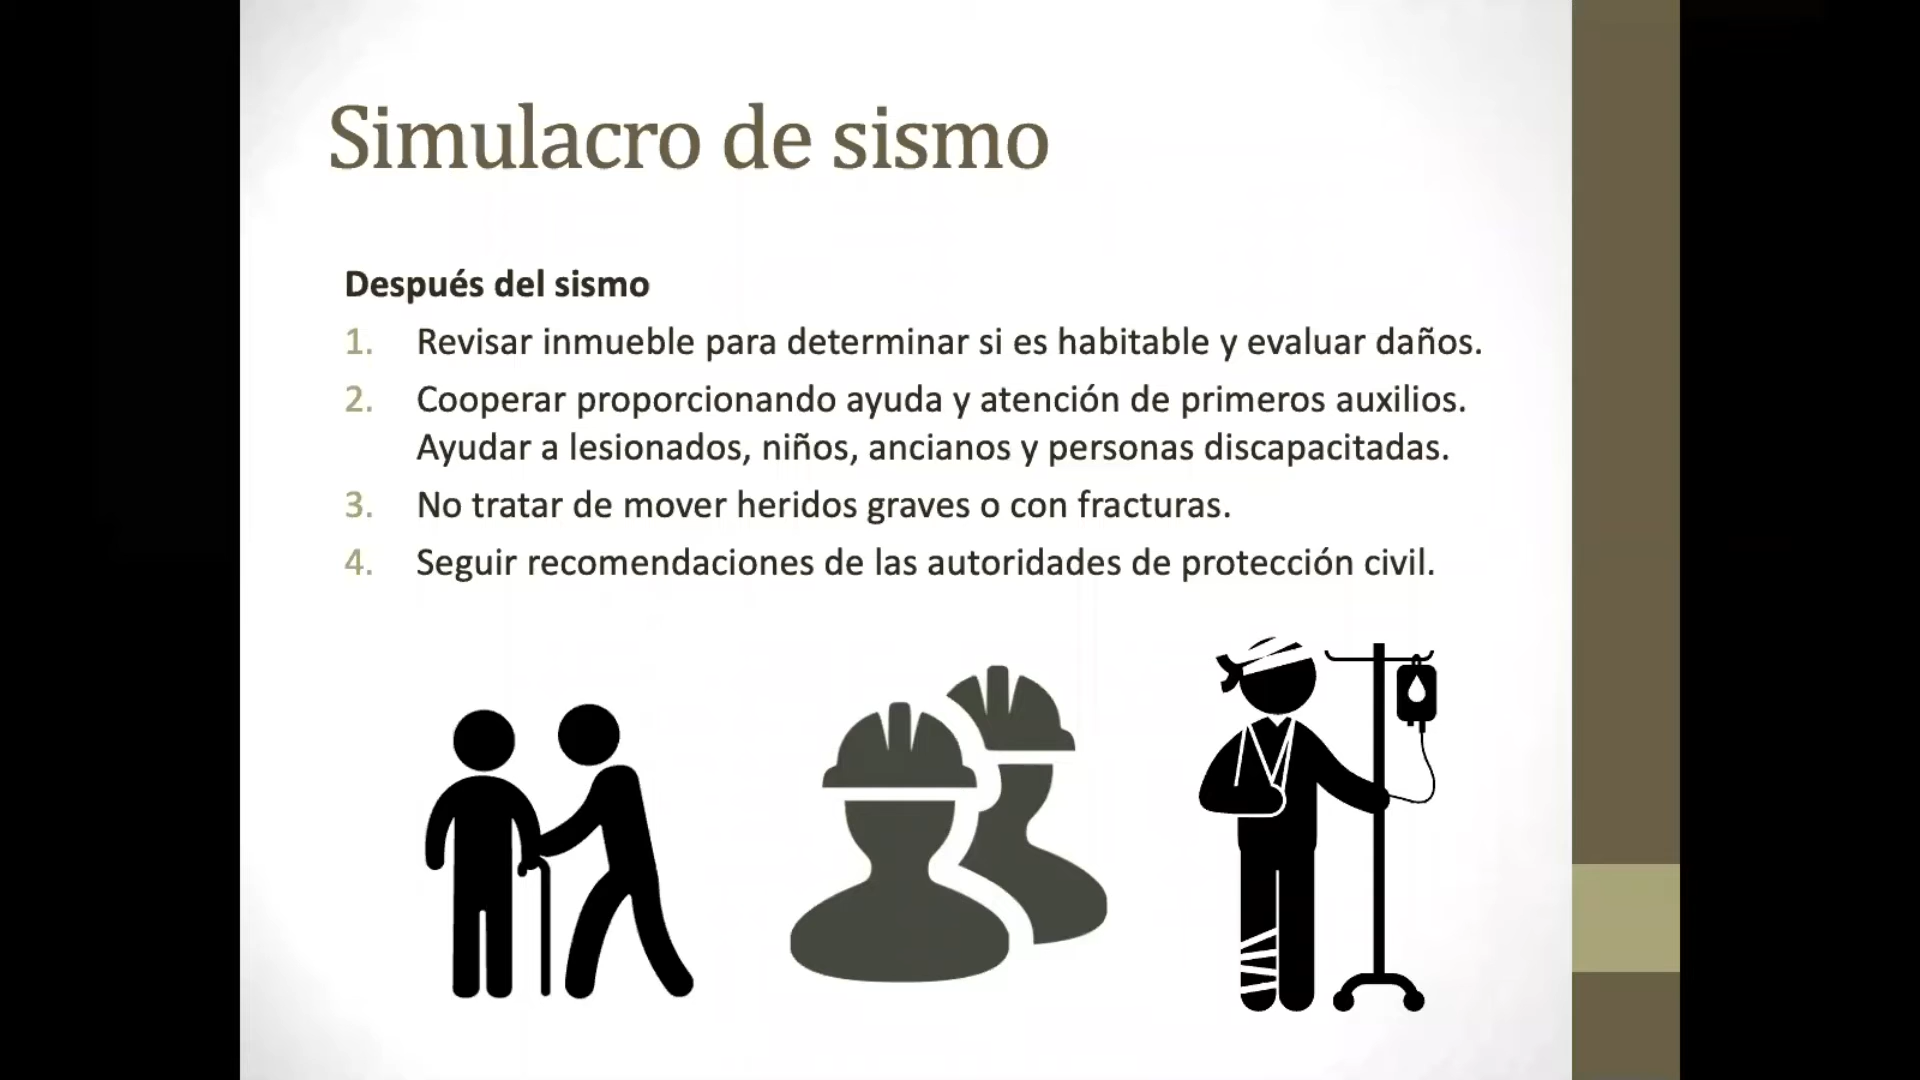 Simulacro de sismo
Después del sismo
1. Revisar inmueble para determinar si es habitable y evaluar daños.
2. Cooperar proporcionando ayuda y atención de primeros auxilios.
Ayudar a lesionados, niños, ancianos y personas discapacitadas.
3. No tratar de mover heridos graves o con fracturas.
4. Seguir recomendaciones de las autoridades de protección civil.